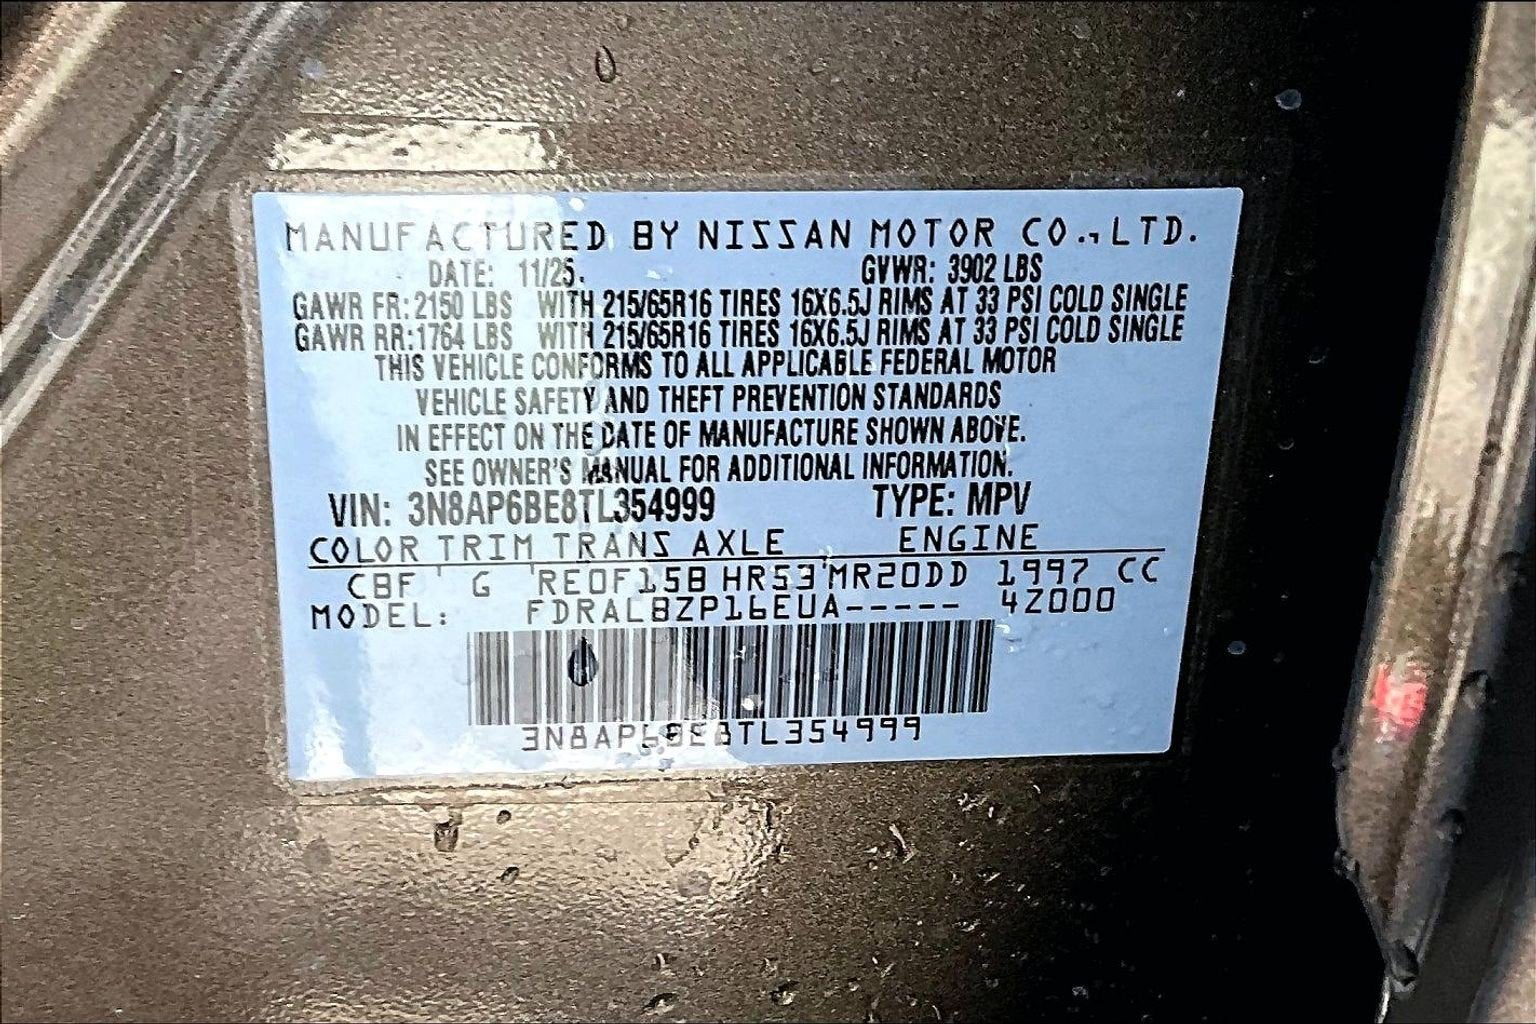 MANUFACTURED BY NISSAN MOTOR CO., LTD.
DATE: 11/25. GVWR: 3902 LBS
GAWR FR: 2150 LBS WITH 215/65R16 TIRES 16X6.5J RIMS AT 33 PSI COLD SINGLE
GAWR RR: 1764 LBS WITH 215/65R16 TIRES 16X6.5J RIMS AT 33 PSI COLD SINGLE
THIS VEHICLE CONFORMS TO ALL APPLICABLE FEDERAL MOTOR
VEHICLE SAFETY AND THEFT PREVENTION STANDARDS
IN EFFECT ON THE DATE OF MANUFACTURE SHOWN ABOVE.
SEE OWNER'S MANUAL FOR ADDITIONAL INFORMATION.
VIN: 3N8AP6BE8TL354999 TYPE: MPV
COLOR TRIM TRANS AXLE ENGINE
CBF G RE0F15B HR53 MR20DD 1997 CC
MODEL: FDRALBZP16EUA----- 4Z000
3N8AP6BE8TL354999